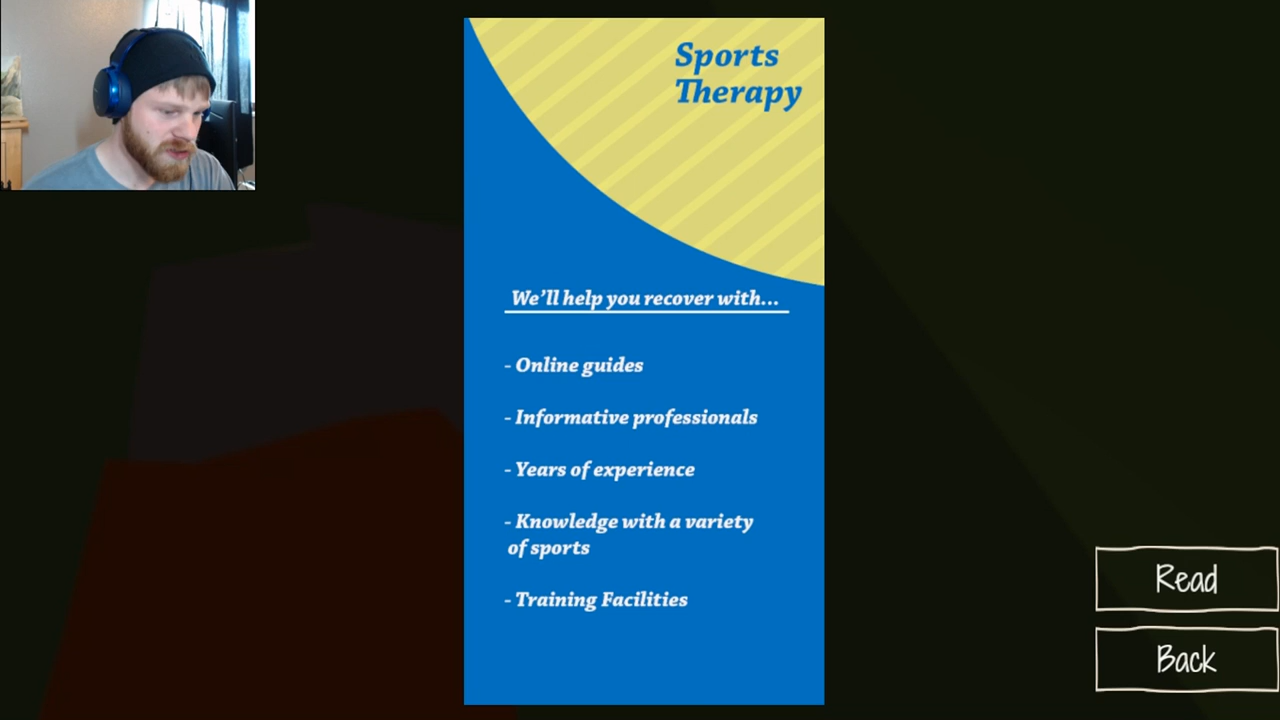 Sports
Therapy
We'll help you recover with...
- Online guides
- Informative professionals
- Years of experience
- Knowledge with a variety
of sports
- Training Facilities
Read
Back